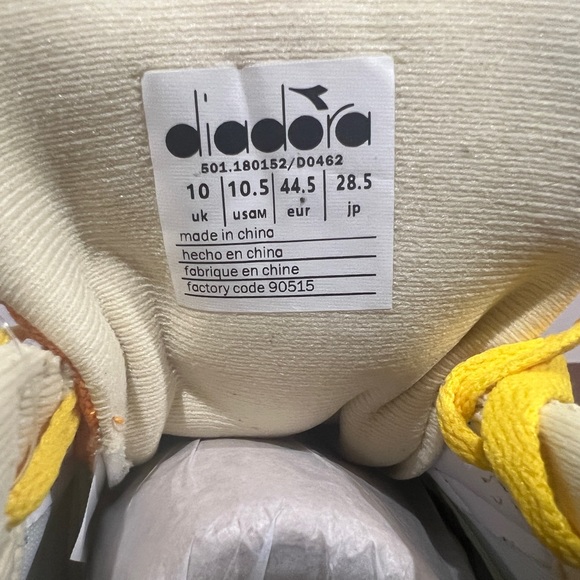 diadora
501.180152/D0462
10 10.5 44.5 28.5
uk usaM eur jp
made in china
hecho en china
fabrique en chine
factory code 90515